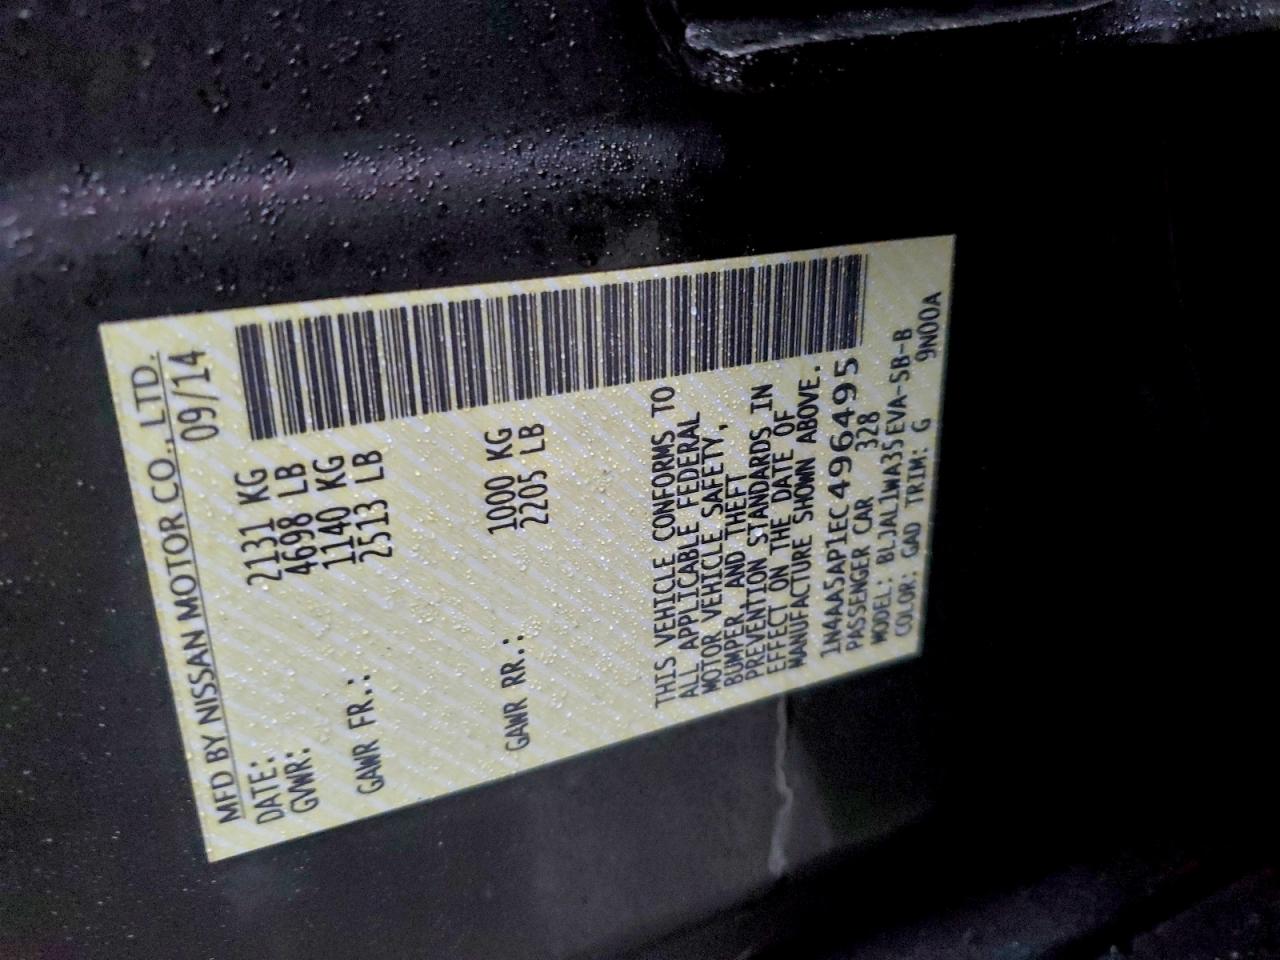 MFD BY NISSAN MOTOR CO., LTD.
DATE: 09/14
GVWR: 2131 KG
4698 LB
GAWR FR.: 1140 KG
2513 LB
GAWR RR.: 1000 KG
2205 LB
THIS VEHICLE CONFORMS TO
ALL APPLICABLE FEDERAL
MOTOR VEHICLE SAFETY,
BUMPER, AND THEFT
PREVENTION STANDARDS IN
EFFECT ON THE DATE OF
MANUFACTURE SHOWN ABOVE.
1N4AA5AP1EC496495
PASSENGER CAR 328
MODEL: BLJAL1WA35EVA-SB-B
COLOR: GAD TRIM: G 9N00A